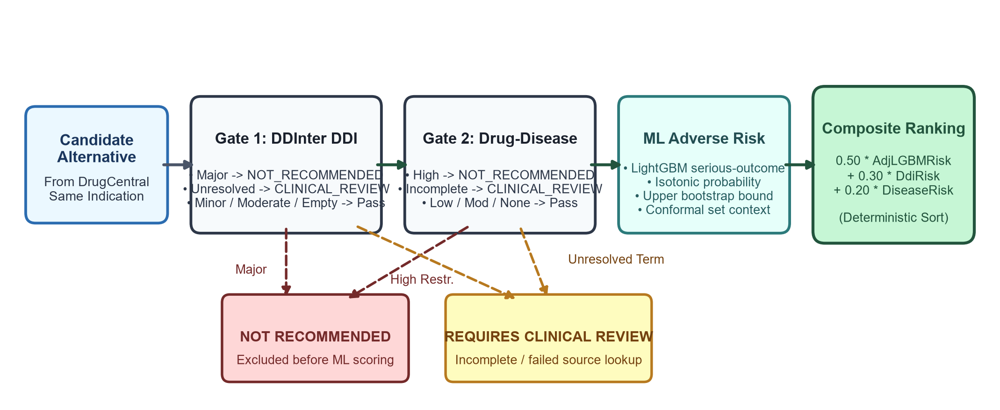 Candidate
Alternative
From DrugCentral
Same Indication
Gate 1: DDInter DDI
• Major -> NOT_RECOMMENDED
• Unresolved -> CLINICAL_REVIEW
• Minor / Moderate / Empty -> Pass
Gate 2: Drug-Disease
• High -> NOT_RECOMMENDED
• Incomplete -> CLINICAL_REVIEW
• Low / Mod / None -> Pass
ML Adverse Risk
• LightGBM serious-outcome
• Isotonic probability
• Upper bootstrap bound
• Conformal set context
Composite Ranking
0.50 * AdjLGBMRisk
+ 0.30 * DdiRisk
+ 0.20 * DiseaseRisk
(Deterministic Sort)
Major
High Restr.
Unresolved Term
NOT RECOMMENDED
Excluded before ML scoring
REQUIRES CLINICAL REVIEW
Incomplete / failed source lookup